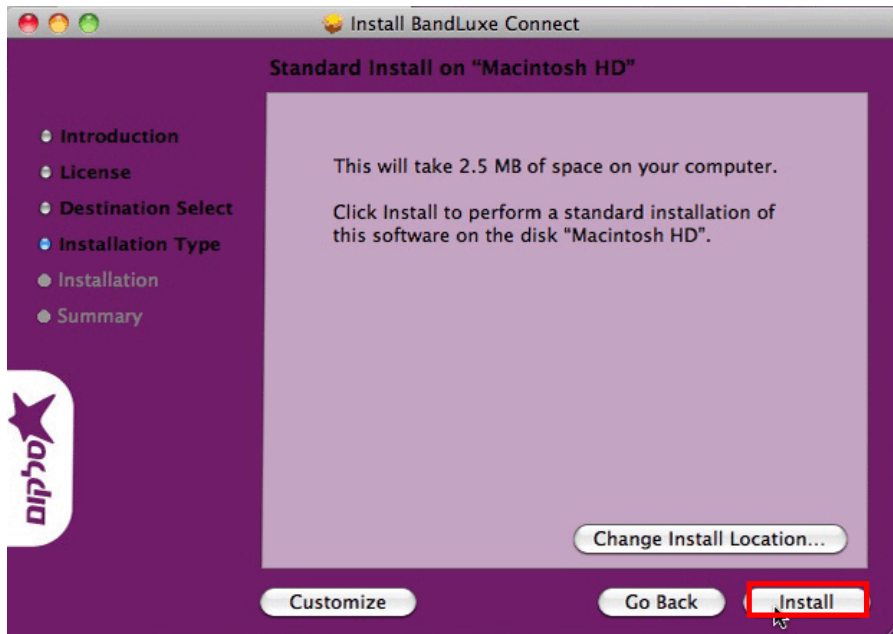 Install BandLuxe Connect
Standard Install on “Macintosh HD”
Introduction
License
Destination Select
Installation Type
Installation
Summary
This will take 2.5 MB of space on your computer.
Click Install to perform a standard installation of
this software on the disk “Macintosh HD”.
סלקום
Change Install Location...
Customize
Go Back
Install